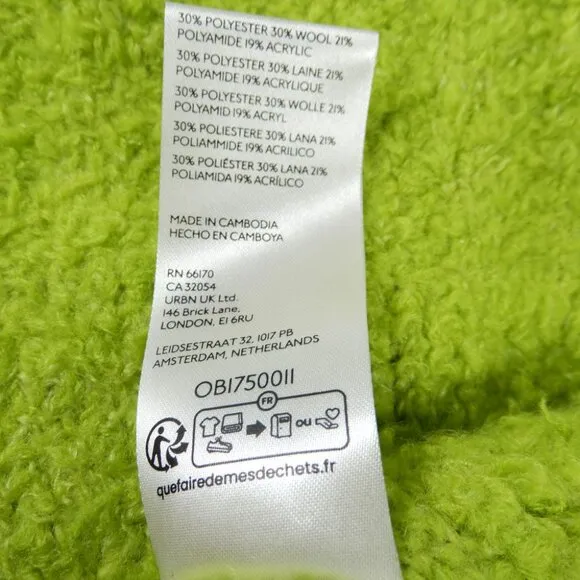 30% POLYESTER 30% WOOL 21%
POLYAMIDE 19% ACRYLIC
30% POLYESTER 30% LAINE 21%
POLYAMIDE 19% ACRYLIQUE
30% POLYESTER 30% WOLLE 21%
POLYAMID 19% ACRYL
30% POLIESTERE 30% LANA 21%
POLIAMMIDE 19% ACRILICO
30% POLIÉSTER 30% LANA 21%
POLIAMIDA 19% ACRÍLICO
MADE IN CAMBODIA
HECHO EN CAMBOYA
RN 66170
CA 32054
URBN UK Ltd.
146 Brick Lane,
LONDON, E1 6RU
LEIDSESTRAAT 32, 1017 PB
AMSTERDAM, NETHERLANDS
OB1750011
FR
OU
quefairedemesdechets.fr